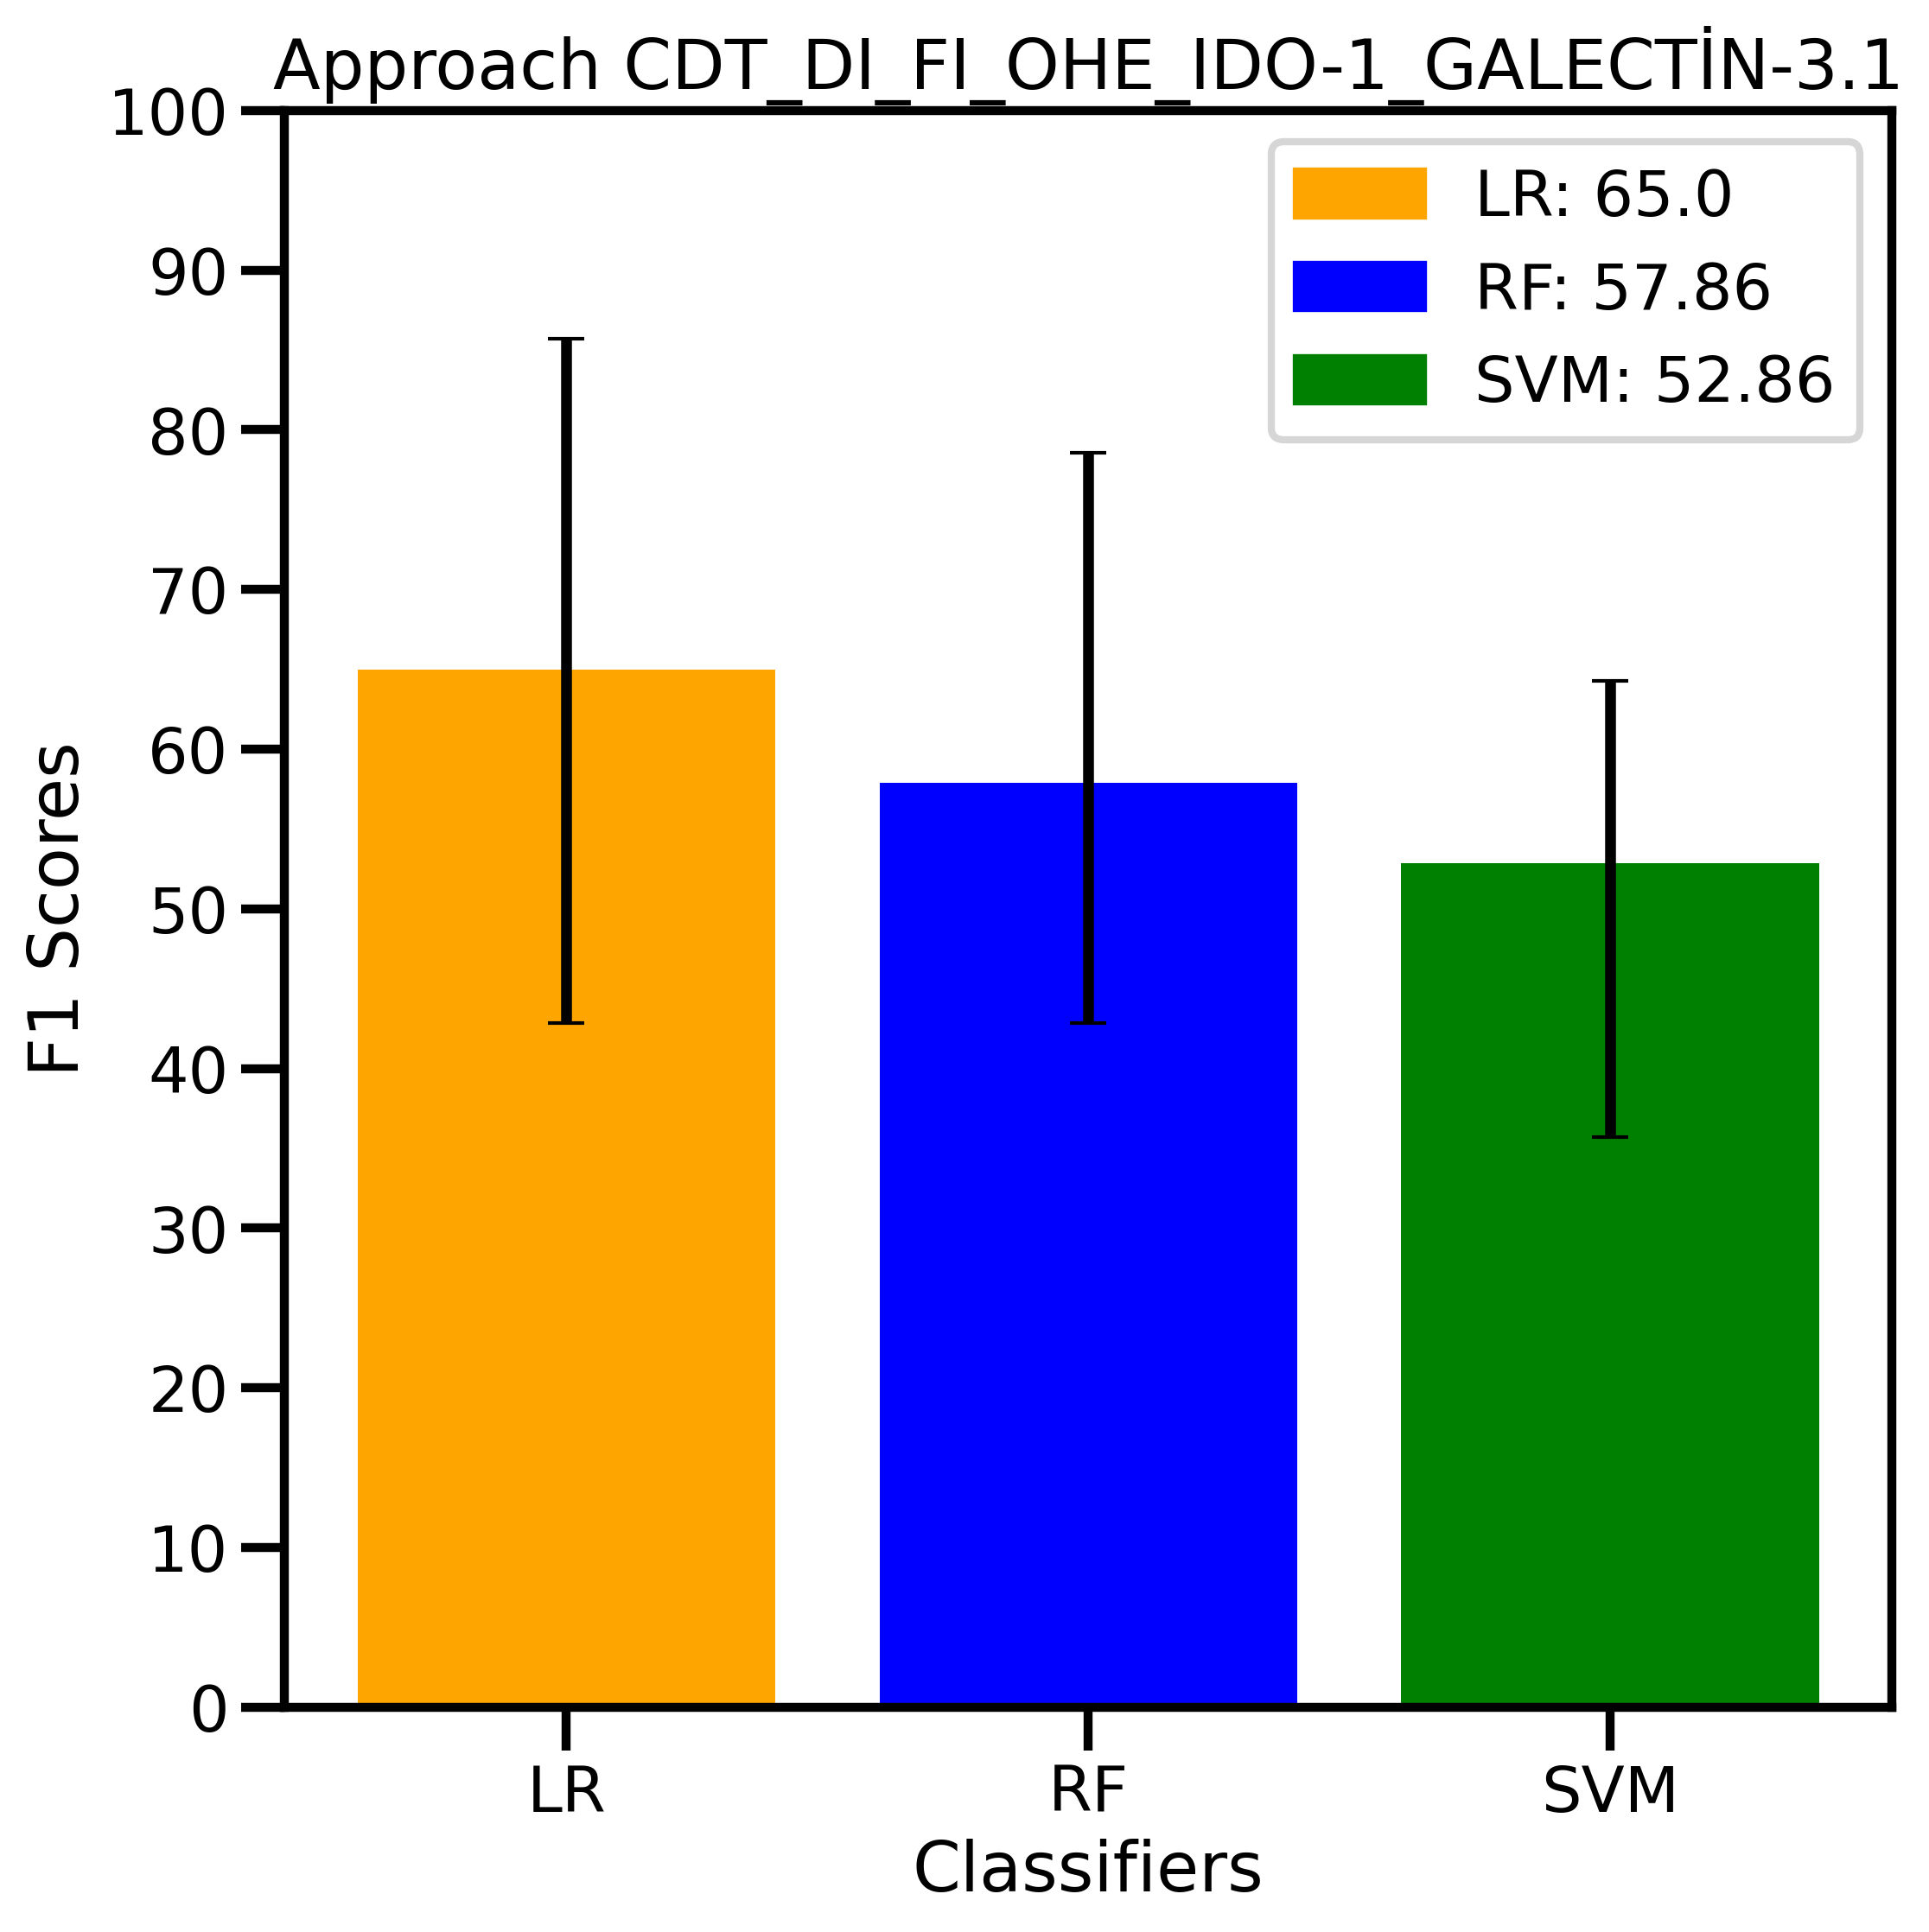 Approach CDT_DI_FI_OHE_IDO-1_GALECTİN-3.1
100
90
80
70
60
50
40
30
20
10
0
F1 Scores
LR: 65.0
RF: 57.86
SVM: 52.86
LR
RF
SVM
Classifiers